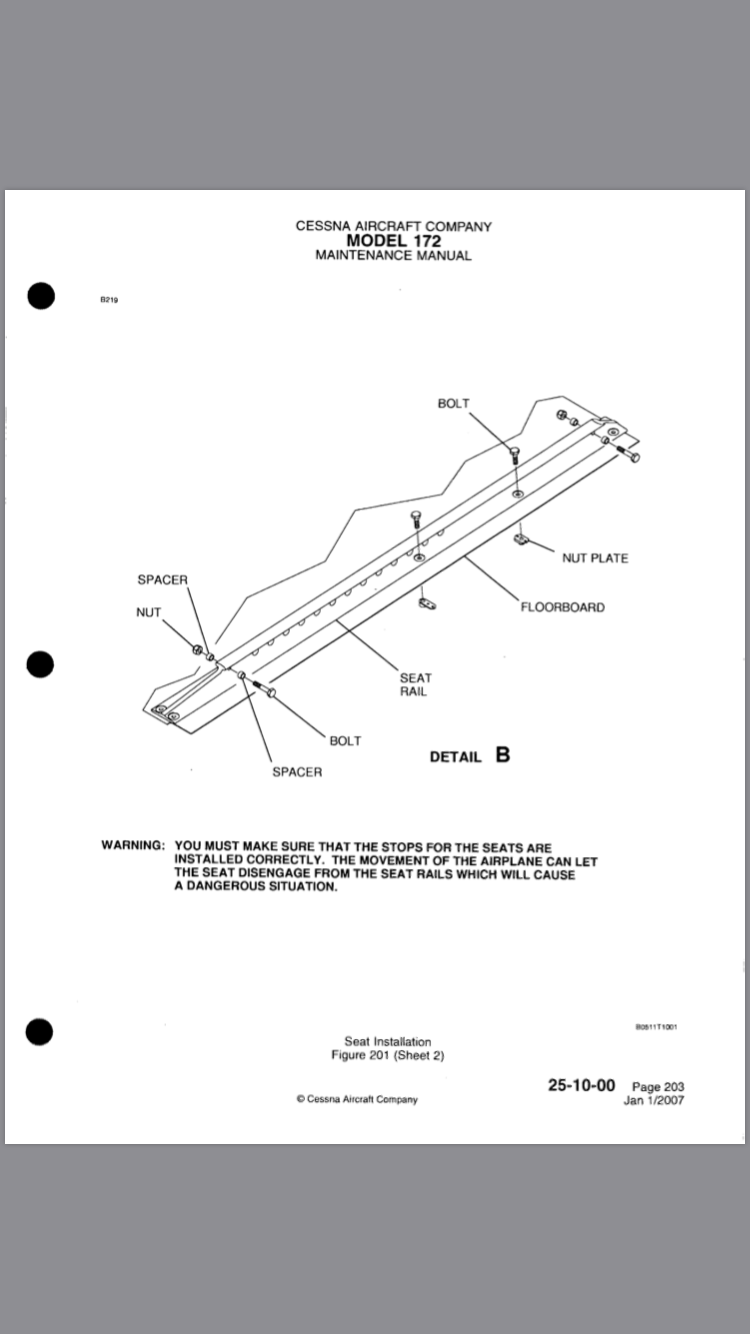 CESSNA AIRCRAFT COMPANY
MODEL 172
MAINTENANCE MANUAL
B219
BOLT
NUT PLATE
SPACER
NUT
FLOORBOARD
SEAT
RAIL
BOLT
DETAIL B
SPACER
WARNING: YOU MUST MAKE SURE THAT THE STOPS FOR THE SEATS ARE
INSTALLED CORRECTLY. THE MOVEMENT OF THE AIRPLANE CAN LET
THE SEAT DISENGAGE FROM THE SEAT RAILS WHICH WILL CAUSE
A DANGEROUS SITUATION.
B0511T1001
Seat Installation
Figure 201 (Sheet 2)
25-10-00 Page 203
© Cessna Aircraft Company
Jan 1/2007